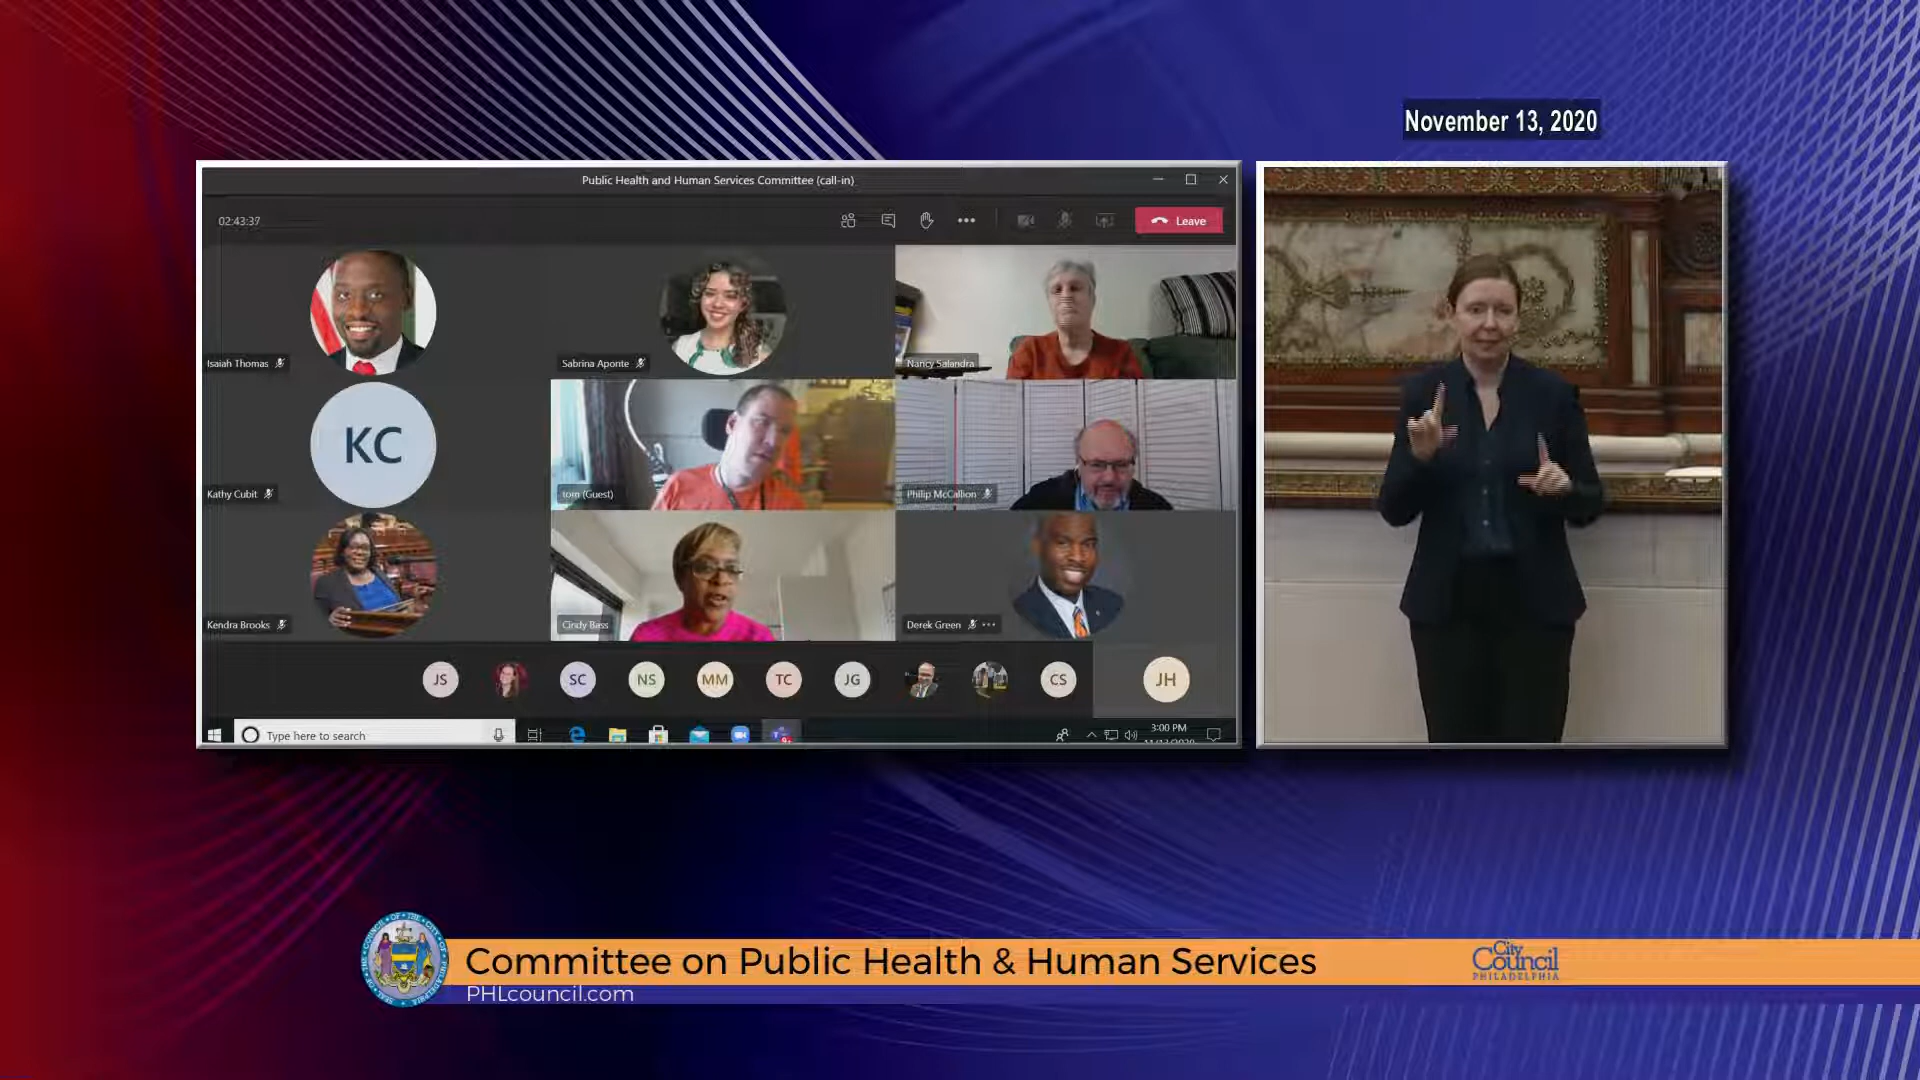 November 13, 2020
Public Health and Human Services Committee (call-in)
02:43:37
Leave
Isaiah Thomas
Sabrina Aponte
Nancy Salandra
KC
Kathy Cubit
tom (Guest)
Philip McCallion
Kendra Brooks
Cindy Bass
Derek Green
JS
SC
NS
MM
TC
JG
CS
JH
Type here to search
3:00 PM
11/13/2020
Committee on Public Health & Human Services
City Council
PHILADELPHIA
PHLcouncil.com